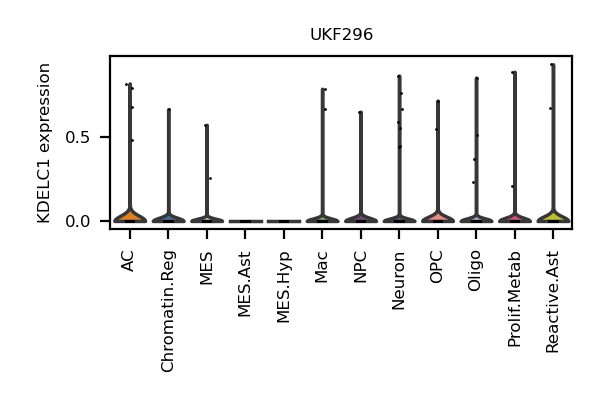 UKF296
KDELC1 expression
0.5
0.0
AC
Chromatin.Reg
MES
MES.Ast
MES.Hyp
Mac
NPC
Neuron
OPC
Oligo
Prolif.Metab
Reactive.Ast